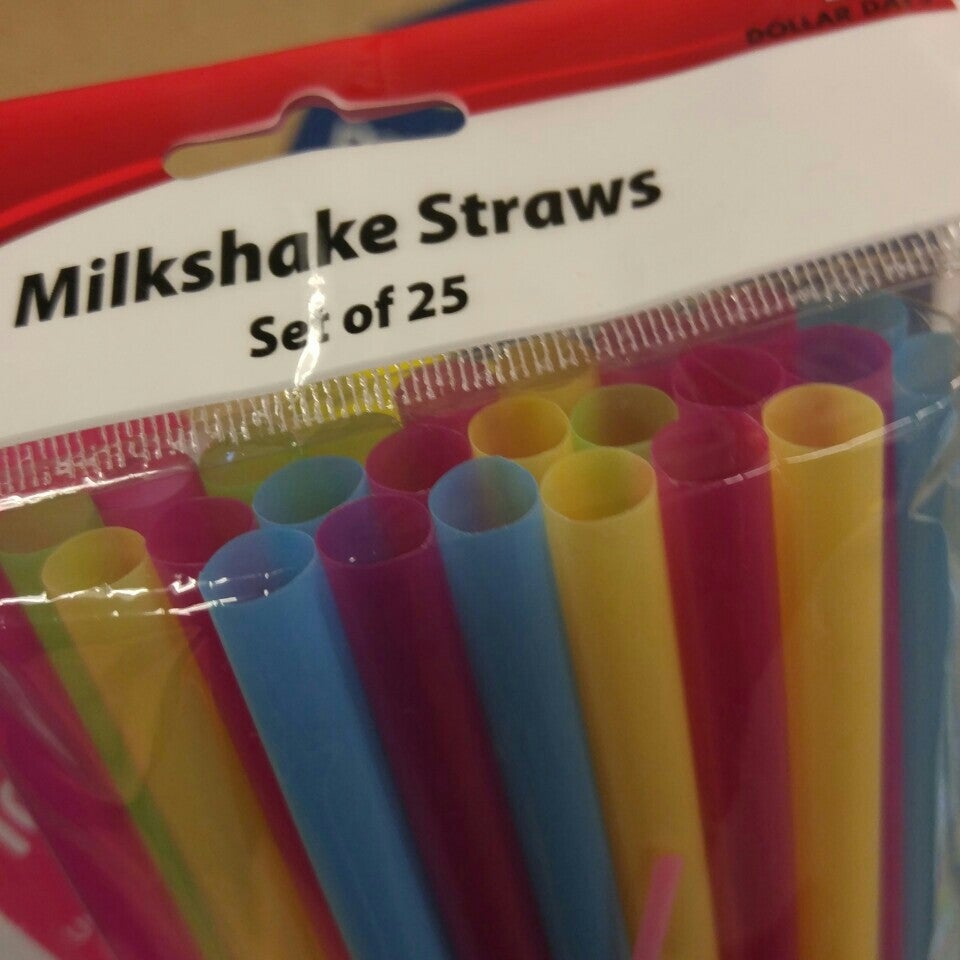 DOLLAR DAYS
Milkshake Straws
Set of 25